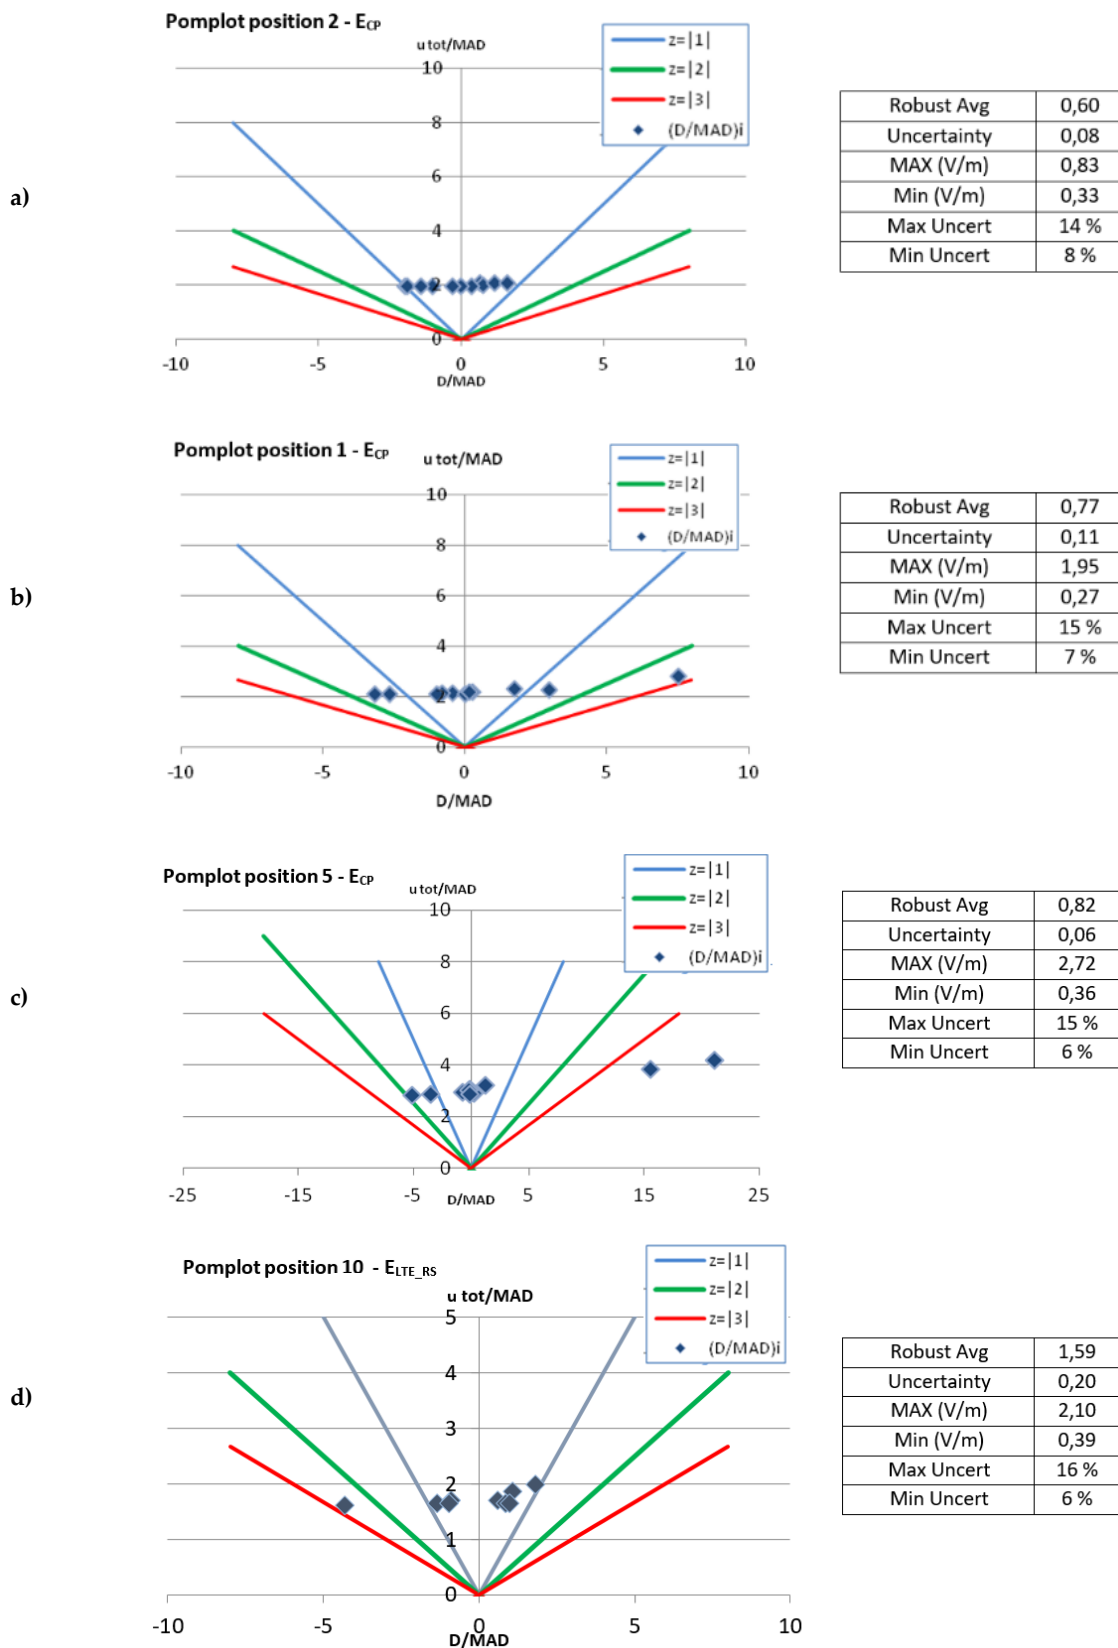 a)
Pomplot position 2 - ECP
u tot/MAD
z=|1|
z=|2|
z=|3|
(D/MAD)i
10
8
6
4
2
0
-10 -5 0 5 10
D/MAD
Robust Avg 0,60
Uncertainty 0,08
MAX (V/m) 0,83
Min (V/m) 0,33
Max Uncert 14 %
Min Uncert 8 %
b)
Pomplot position 1 - ECP
u tot/MAD
z=|1|
z=|2|
z=|3|
(D/MAD)i
10
8
6
4
2
0
-10 -5 0 5 10
D/MAD
Robust Avg 0,77
Uncertainty 0,11
MAX (V/m) 1,95
Min (V/m) 0,27
Max Uncert 15 %
Min Uncert 7 %
c)
Pomplot position 5 - ECP
u tot/MAD
z=|1|
z=|2|
z=|3|
(D/MAD)i
10
8
6
4
2
0
-25 -15 -5 5 15 25
D/MAD
Robust Avg 0,82
Uncertainty 0,06
MAX (V/m) 2,72
Min (V/m) 0,36
Max Uncert 15 %
Min Uncert 6 %
d)
Pomplot position 10 - ELTE_RS
u tot/MAD
z=|1|
z=|2|
z=|3|
(D/MAD)i
5
4
3
2
1
0
-10 -5 0 5 10
D/MAD
Robust Avg 1,59
Uncertainty 0,20
MAX (V/m) 2,10
Min (V/m) 0,39
Max Uncert 16 %
Min Uncert 6 %